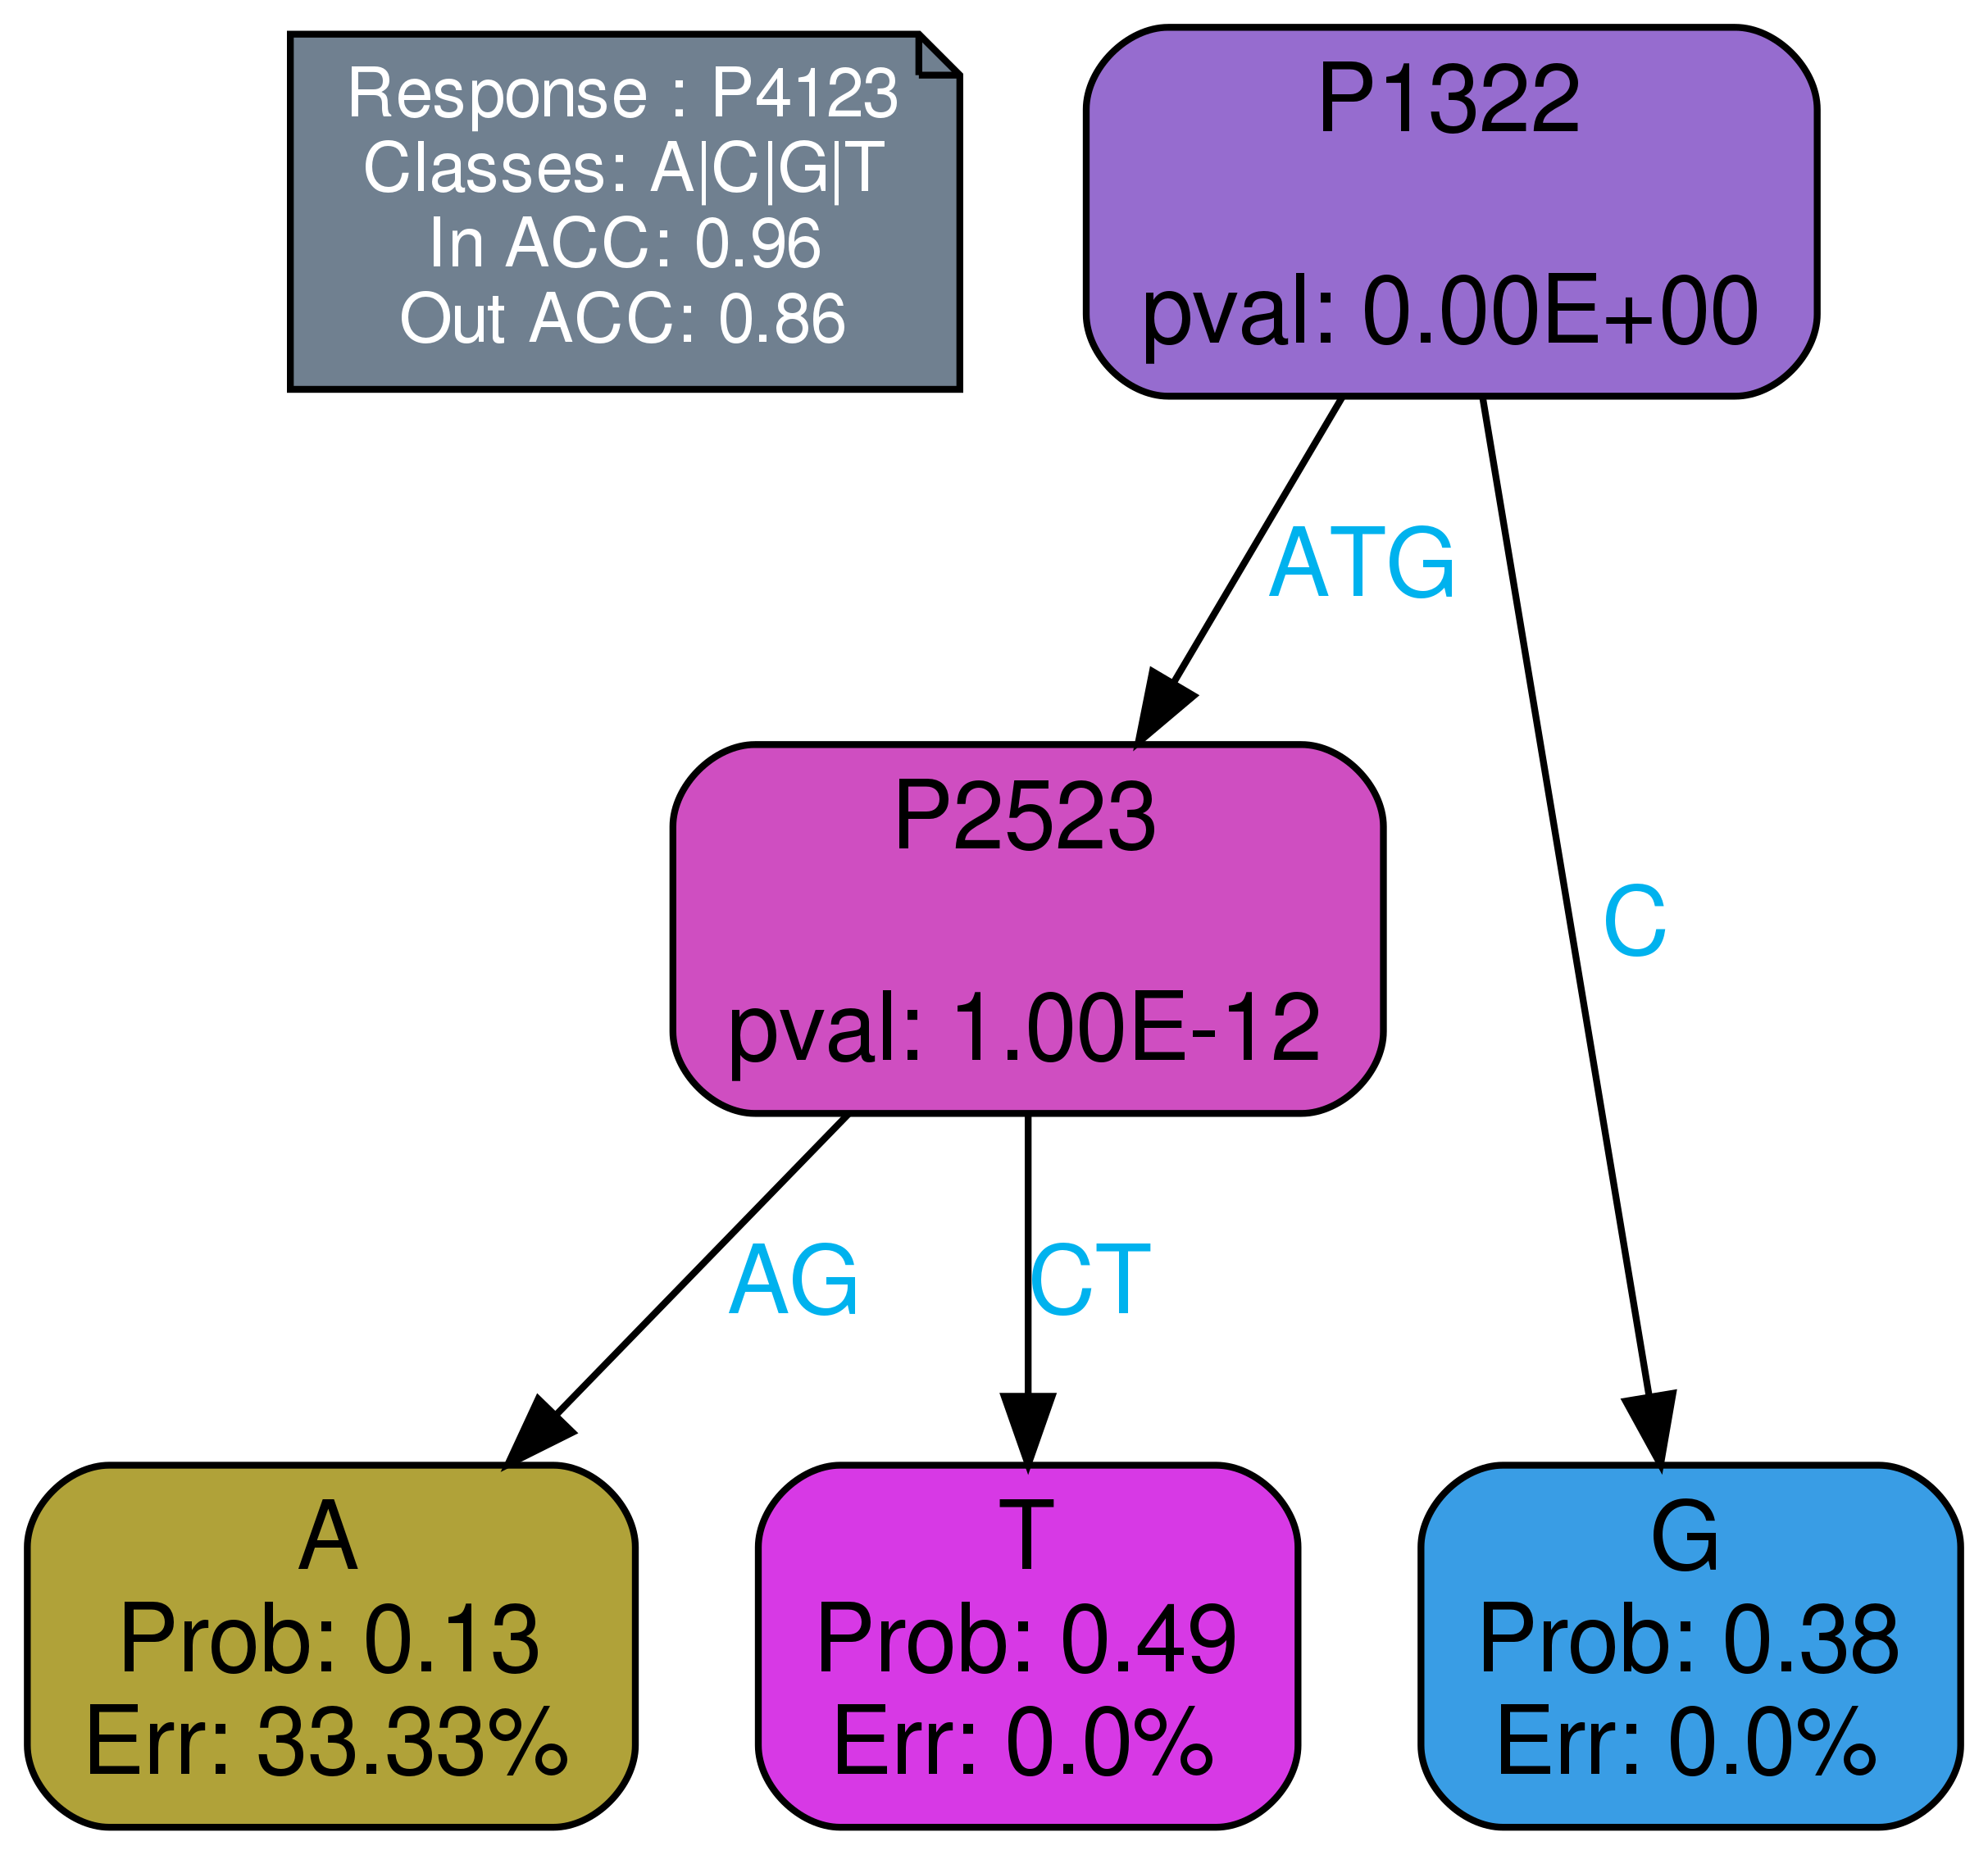 Response : P4123
Classes: A|C|G|T
In ACC: 0.96
Out ACC: 0.86
P1322
pval: 0.00E+00
ATG
P2523
pval: 1.00E-12
C
AG
CT
A
Prob: 0.13
Err: 33.33%
T
Prob: 0.49
Err: 0.0%
G
Prob: 0.38
Err: 0.0%